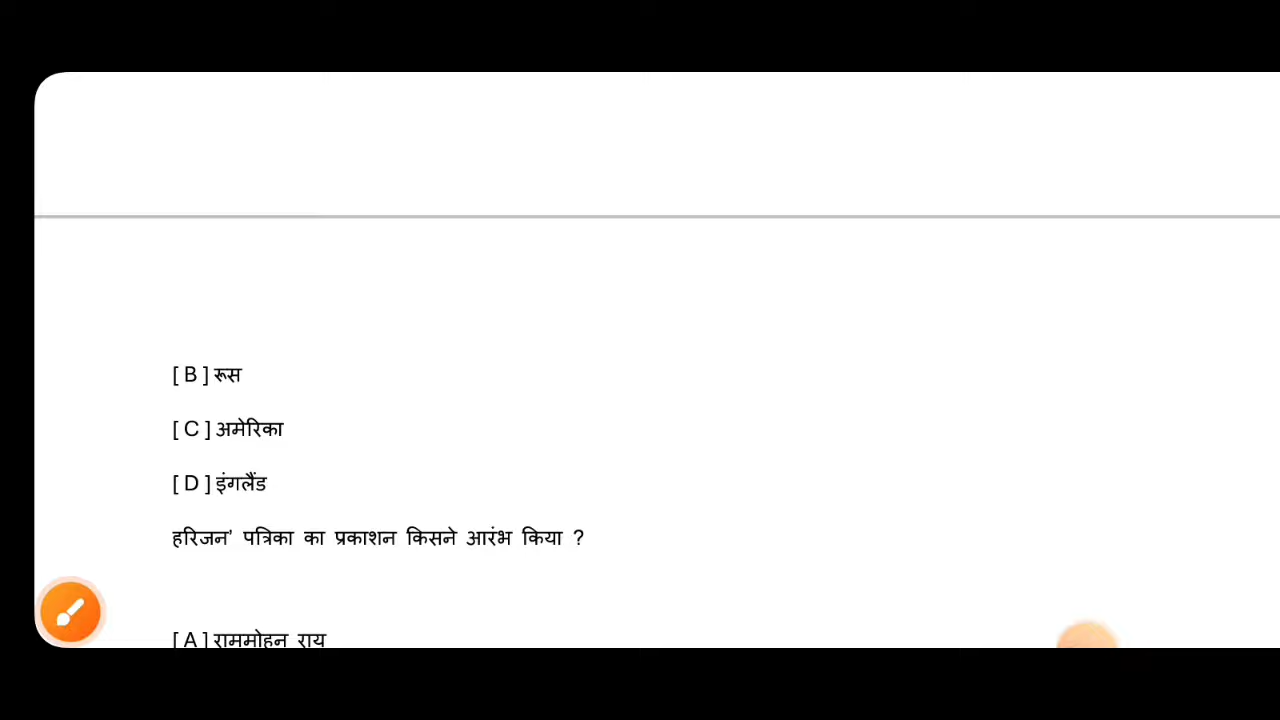 [ B ] रूस
[ C ] अमेरिका
[ D ] इंगलैंड
हरिजन' पत्रिका का प्रकाशन किसने आरंभ किया ?
[ A ] राममोहन राय